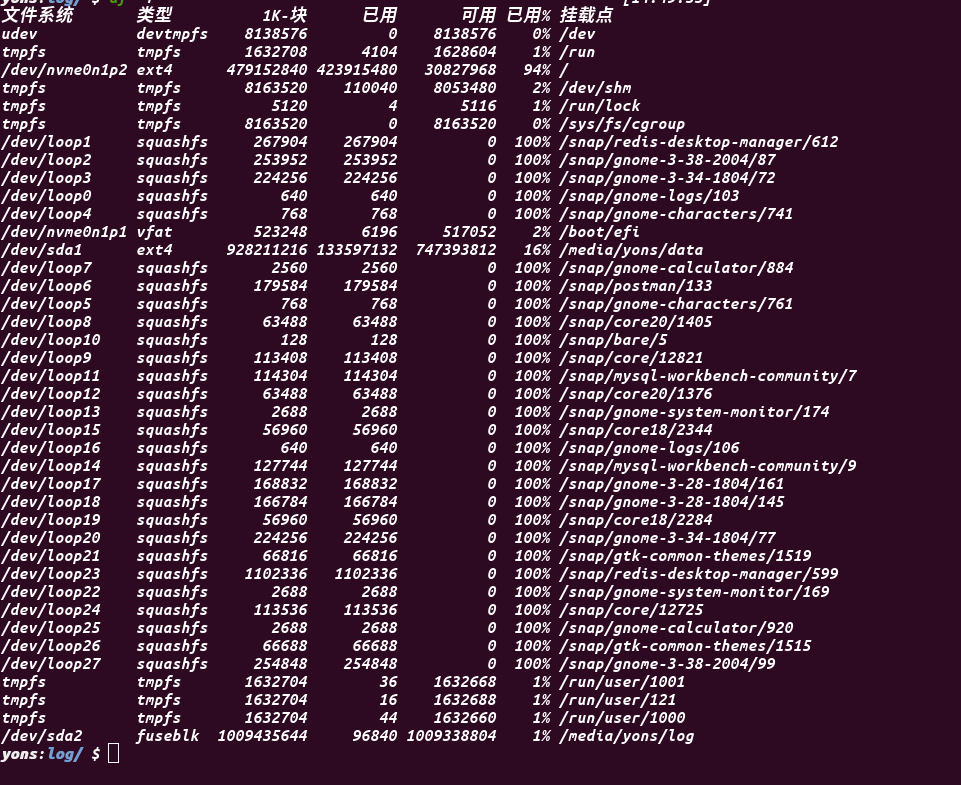 文件系统 类型 1K-块 已用 可用 已用% 挂载点
udev devtmpfs 8138576 0 8138576 0% /dev
tmpfs tmpfs 1632708 4104 1628604 1% /run
/dev/nvme0n1p2 ext4 479152840 423915480 30827968 94% /
tmpfs tmpfs 8163520 110040 8053480 2% /dev/shm
tmpfs tmpfs 5120 4 5116 1% /run/lock
tmpfs tmpfs 8163520 0 8163520 0% /sys/fs/cgroup
/dev/loop1 squashfs 267904 267904 0 100% /snap/redis-desktop-manager/612
/dev/loop2 squashfs 253952 253952 0 100% /snap/gnome-3-38-2004/87
/dev/loop3 squashfs 224256 224256 0 100% /snap/gnome-3-34-1804/72
/dev/loop0 squashfs 640 640 0 100% /snap/gnome-logs/103
/dev/loop4 squashfs 768 768 0 100% /snap/gnome-characters/741
/dev/nvme0n1p1 vfat 523248 6196 517052 2% /boot/efi
/dev/sda1 ext4 928211216 133597132 747393812 16% /media/yons/data
/dev/loop7 squashfs 2560 2560 0 100% /snap/gnome-calculator/884
/dev/loop6 squashfs 179584 179584 0 100% /snap/postman/133
/dev/loop5 squashfs 768 768 0 100% /snap/gnome-characters/761
/dev/loop8 squashfs 63488 63488 0 100% /snap/core20/1405
/dev/loop10 squashfs 128 128 0 100% /snap/bare/5
/dev/loop9 squashfs 113408 113408 0 100% /snap/core/12821
/dev/loop11 squashfs 114304 114304 0 100% /snap/mysql-workbench-community/7
/dev/loop12 squashfs 63488 63488 0 100% /snap/core20/1376
/dev/loop13 squashfs 2688 2688 0 100% /snap/gnome-system-monitor/174
/dev/loop15 squashfs 56960 56960 0 100% /snap/core18/2344
/dev/loop16 squashfs 640 640 0 100% /snap/gnome-logs/106
/dev/loop14 squashfs 127744 127744 0 100% /snap/mysql-workbench-community/9
/dev/loop17 squashfs 168832 168832 0 100% /snap/gnome-3-28-1804/161
/dev/loop18 squashfs 166784 166784 0 100% /snap/gnome-3-28-1804/145
/dev/loop19 squashfs 56960 56960 0 100% /snap/core18/2284
/dev/loop20 squashfs 224256 224256 0 100% /snap/gnome-3-34-1804/77
/dev/loop21 squashfs 66816 66816 0 100% /snap/gtk-common-themes/1519
/dev/loop23 squashfs 1102336 1102336 0 100% /snap/redis-desktop-manager/599
/dev/loop22 squashfs 2688 2688 0 100% /snap/gnome-system-monitor/169
/dev/loop24 squashfs 113536 113536 0 100% /snap/core/12725
/dev/loop25 squashfs 2688 2688 0 100% /snap/gnome-calculator/920
/dev/loop26 squashfs 66688 66688 0 100% /snap/gtk-common-themes/1515
/dev/loop27 squashfs 254848 254848 0 100% /snap/gnome-3-38-2004/99
tmpfs tmpfs 1632704 36 1632668 1% /run/user/1001
tmpfs tmpfs 1632704 16 1632688 1% /run/user/121
tmpfs tmpfs 1632704 44 1632660 1% /run/user/1000
/dev/sda2 fuseblk 1009435644 96840 1009338804 1% /media/yons/log
yons:log/ $